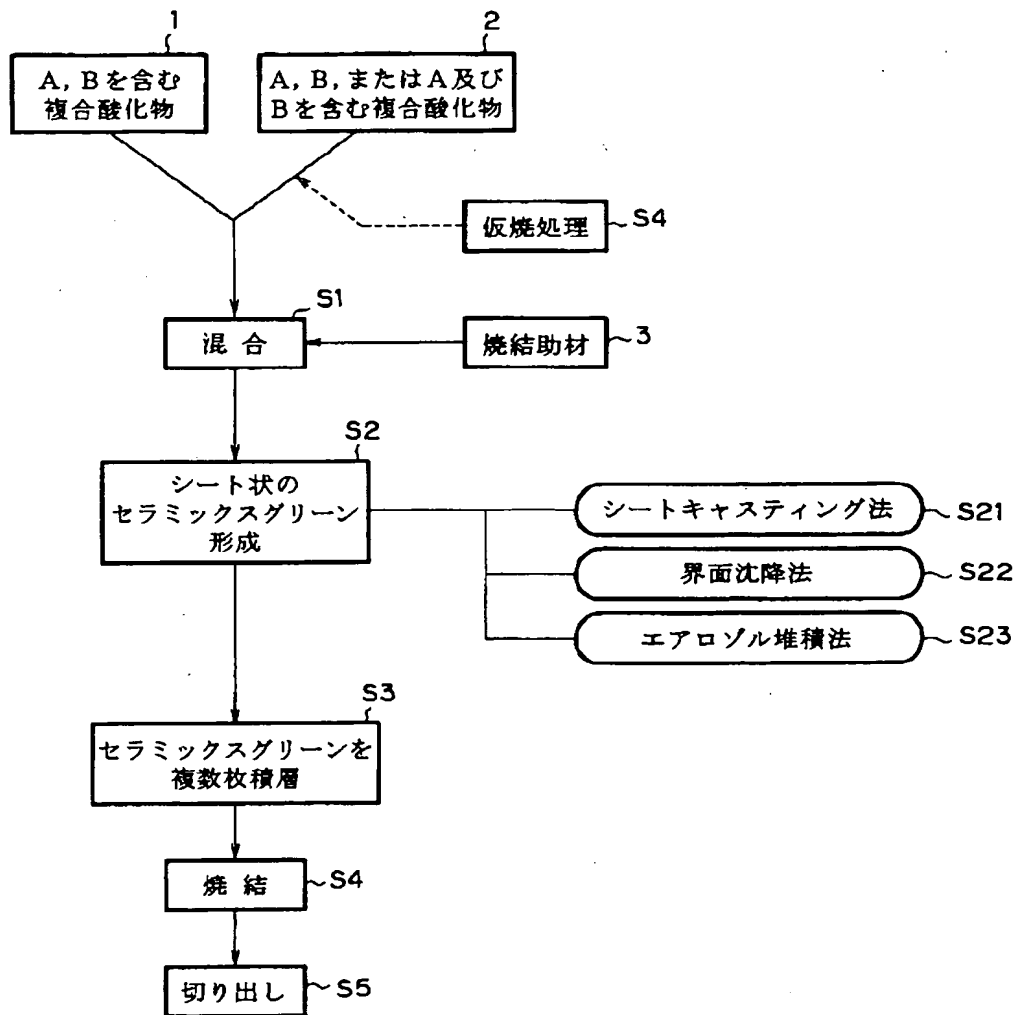 1
A, Bを含む
複合酸化物
2
A, B, またはA及び
Bを含む複合酸化物
仮焼処理
S4
S1
混 合
焼結助材
3
S2
シート状の
セラミックスグリーン
形成
シートキャスティング法
S21
界面沈降法
S22
エアロゾル堆積法
S23
S3
セラミックスグリーンを
複数枚積層
焼 結
S4
切り出し
S5